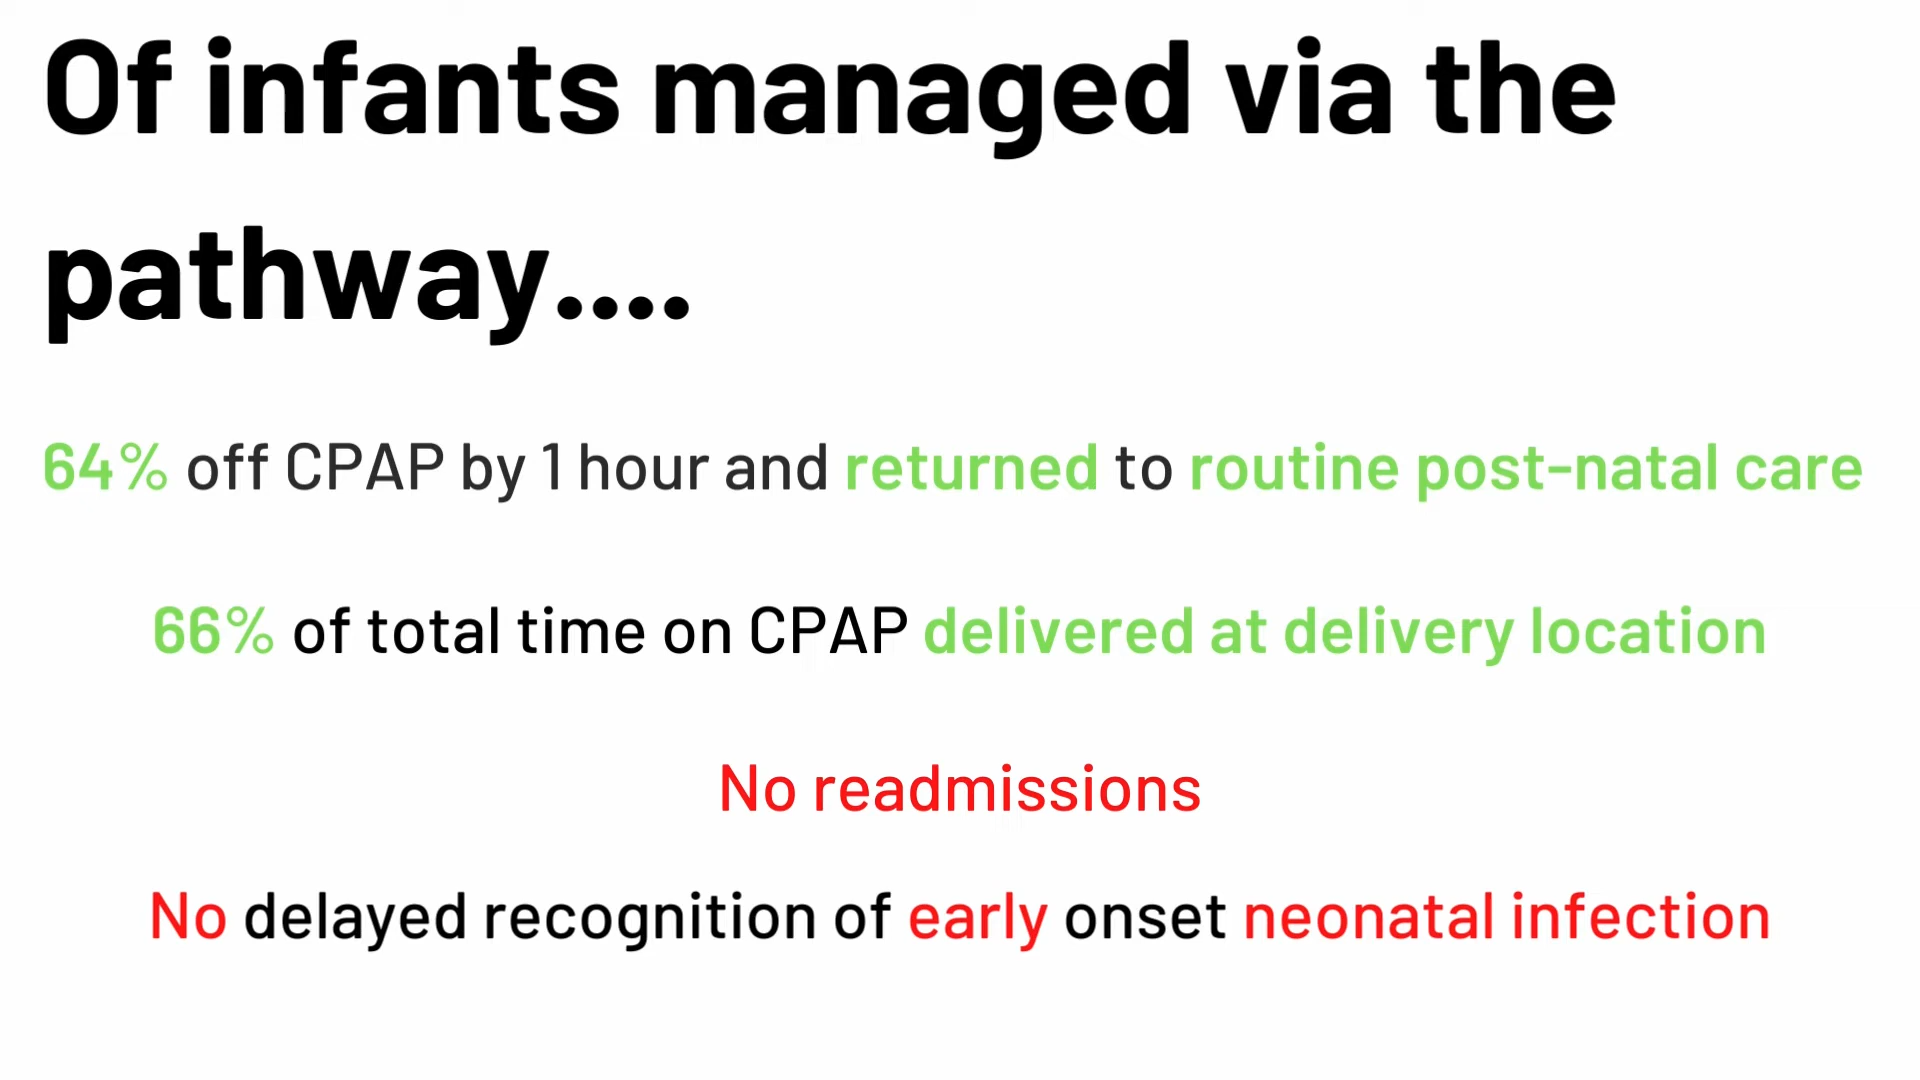 Of infants managed via the
pathway....
64% off CPAP by 1 hour and returned to routine post-natal care
66% of total time on CPAP delivered at delivery location
No readmissions
No delayed recognition of early onset neonatal infection